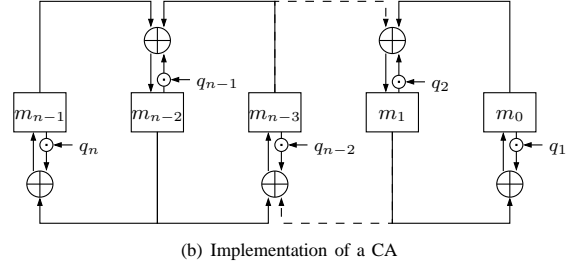 q_{n-1}
q_2
m_{n-1} m_{n-2} m_{n-3} m_1 m_0
q_n
q_{n-2}
q_1
(b) Implementation of a CA